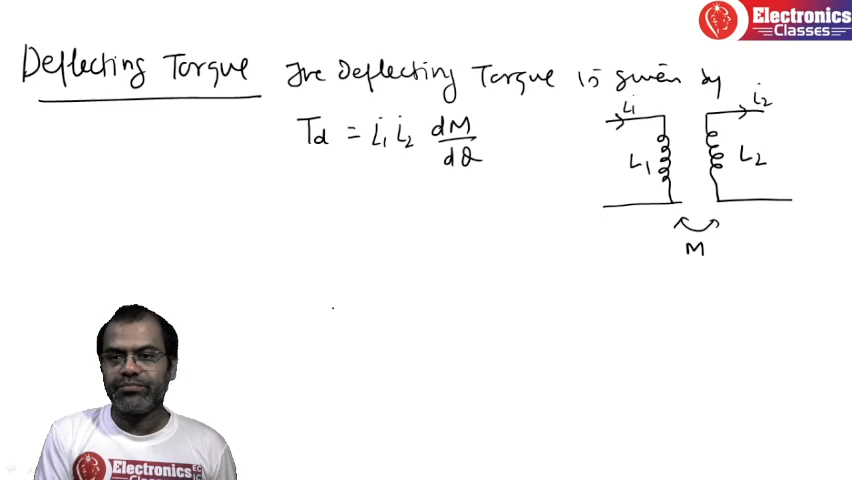 Electronics
Classes
Deflecting Torque The Deflecting Torque is given by
Td = i1 i2 dM/dθ
i1 i2
L1 L2
M
Electronics EC
Classes